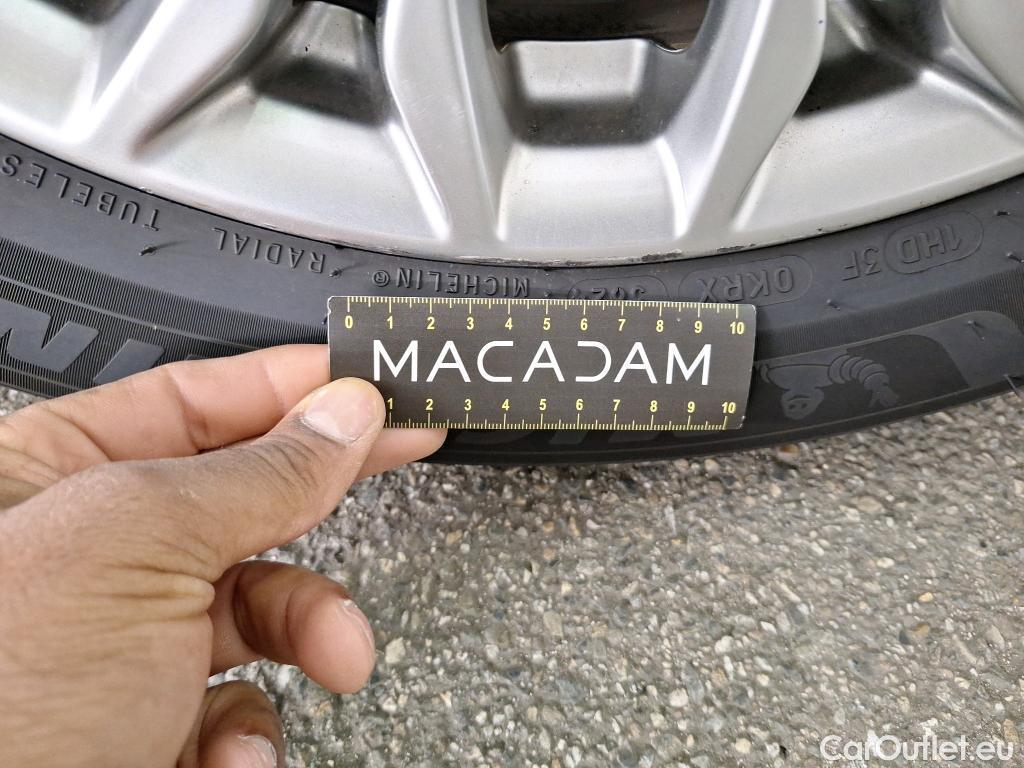 TUBELES
RADIAL
MICHELIN®
0KRX
1HD 3F
0 1 2 3 4 5 6 7 8 9 10
MACADAM
1 2 3 4 5 6 7 8 9 10
CarOutlet.eu